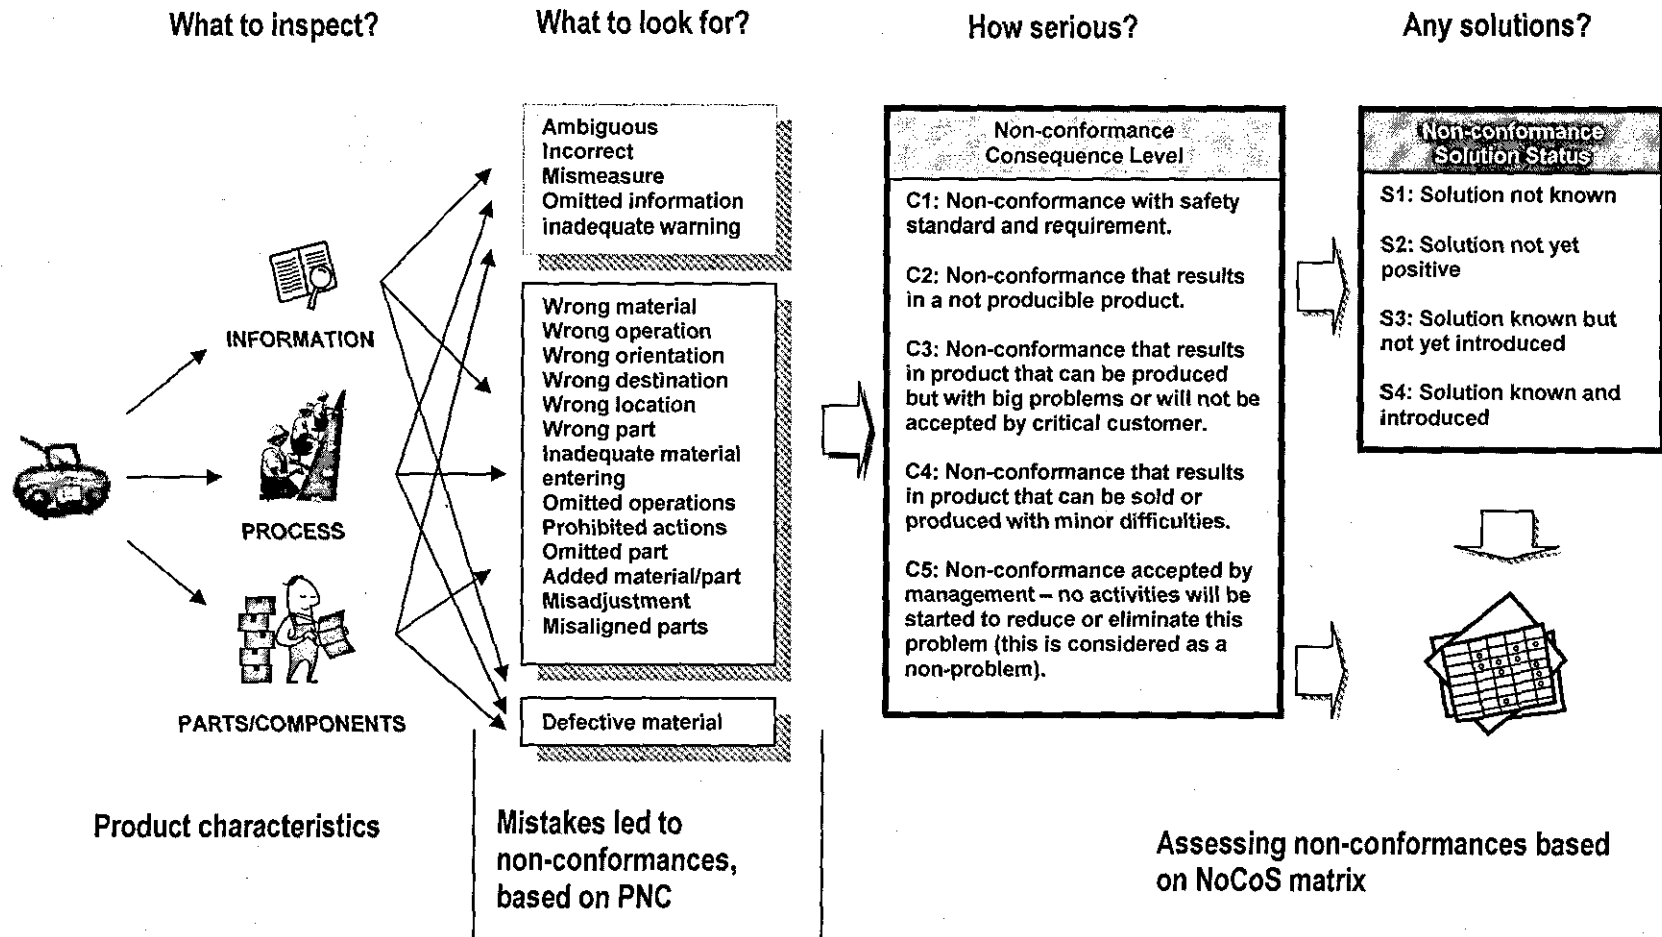 What to inspect?
What to look for?
How serious?
Any solutions?
INFORMATION
PROCESS
PARTS/COMPONENTS
Ambiguous
Incorrect
Mismeasure
Omitted information
inadequate warning
Wrong material
Wrong operation
Wrong orientation
Wrong destination
Wrong location
Wrong part
Inadequate material
entering
Omitted operations
Prohibited actions
Omitted part
Added material/part
Misadjustment
Misaligned parts
Defective material
Non-conformance
Consequence Level
C1: Non-conformance with safety
standard and requirement.
C2: Non-conformance that results
in a not producible product.
C3: Non-conformance that results
in product that can be produced
but with big problems or will not be
accepted by critical customer.
C4: Non-conformance that results
in product that can be sold or
produced with minor difficulties.
C5: Non-conformance accepted by
management – no activities will be
started to reduce or eliminate this
problem (this is considered as a
non-problem).
Non-conformance
Solution Status
S1: Solution not known
S2: Solution not yet
positive
S3: Solution known but
not yet introduced
S4: Solution known and
introduced
Product characteristics
Mistakes led to
non-conformances,
based on PNC
Assessing non-conformances based
on NoCoS matrix